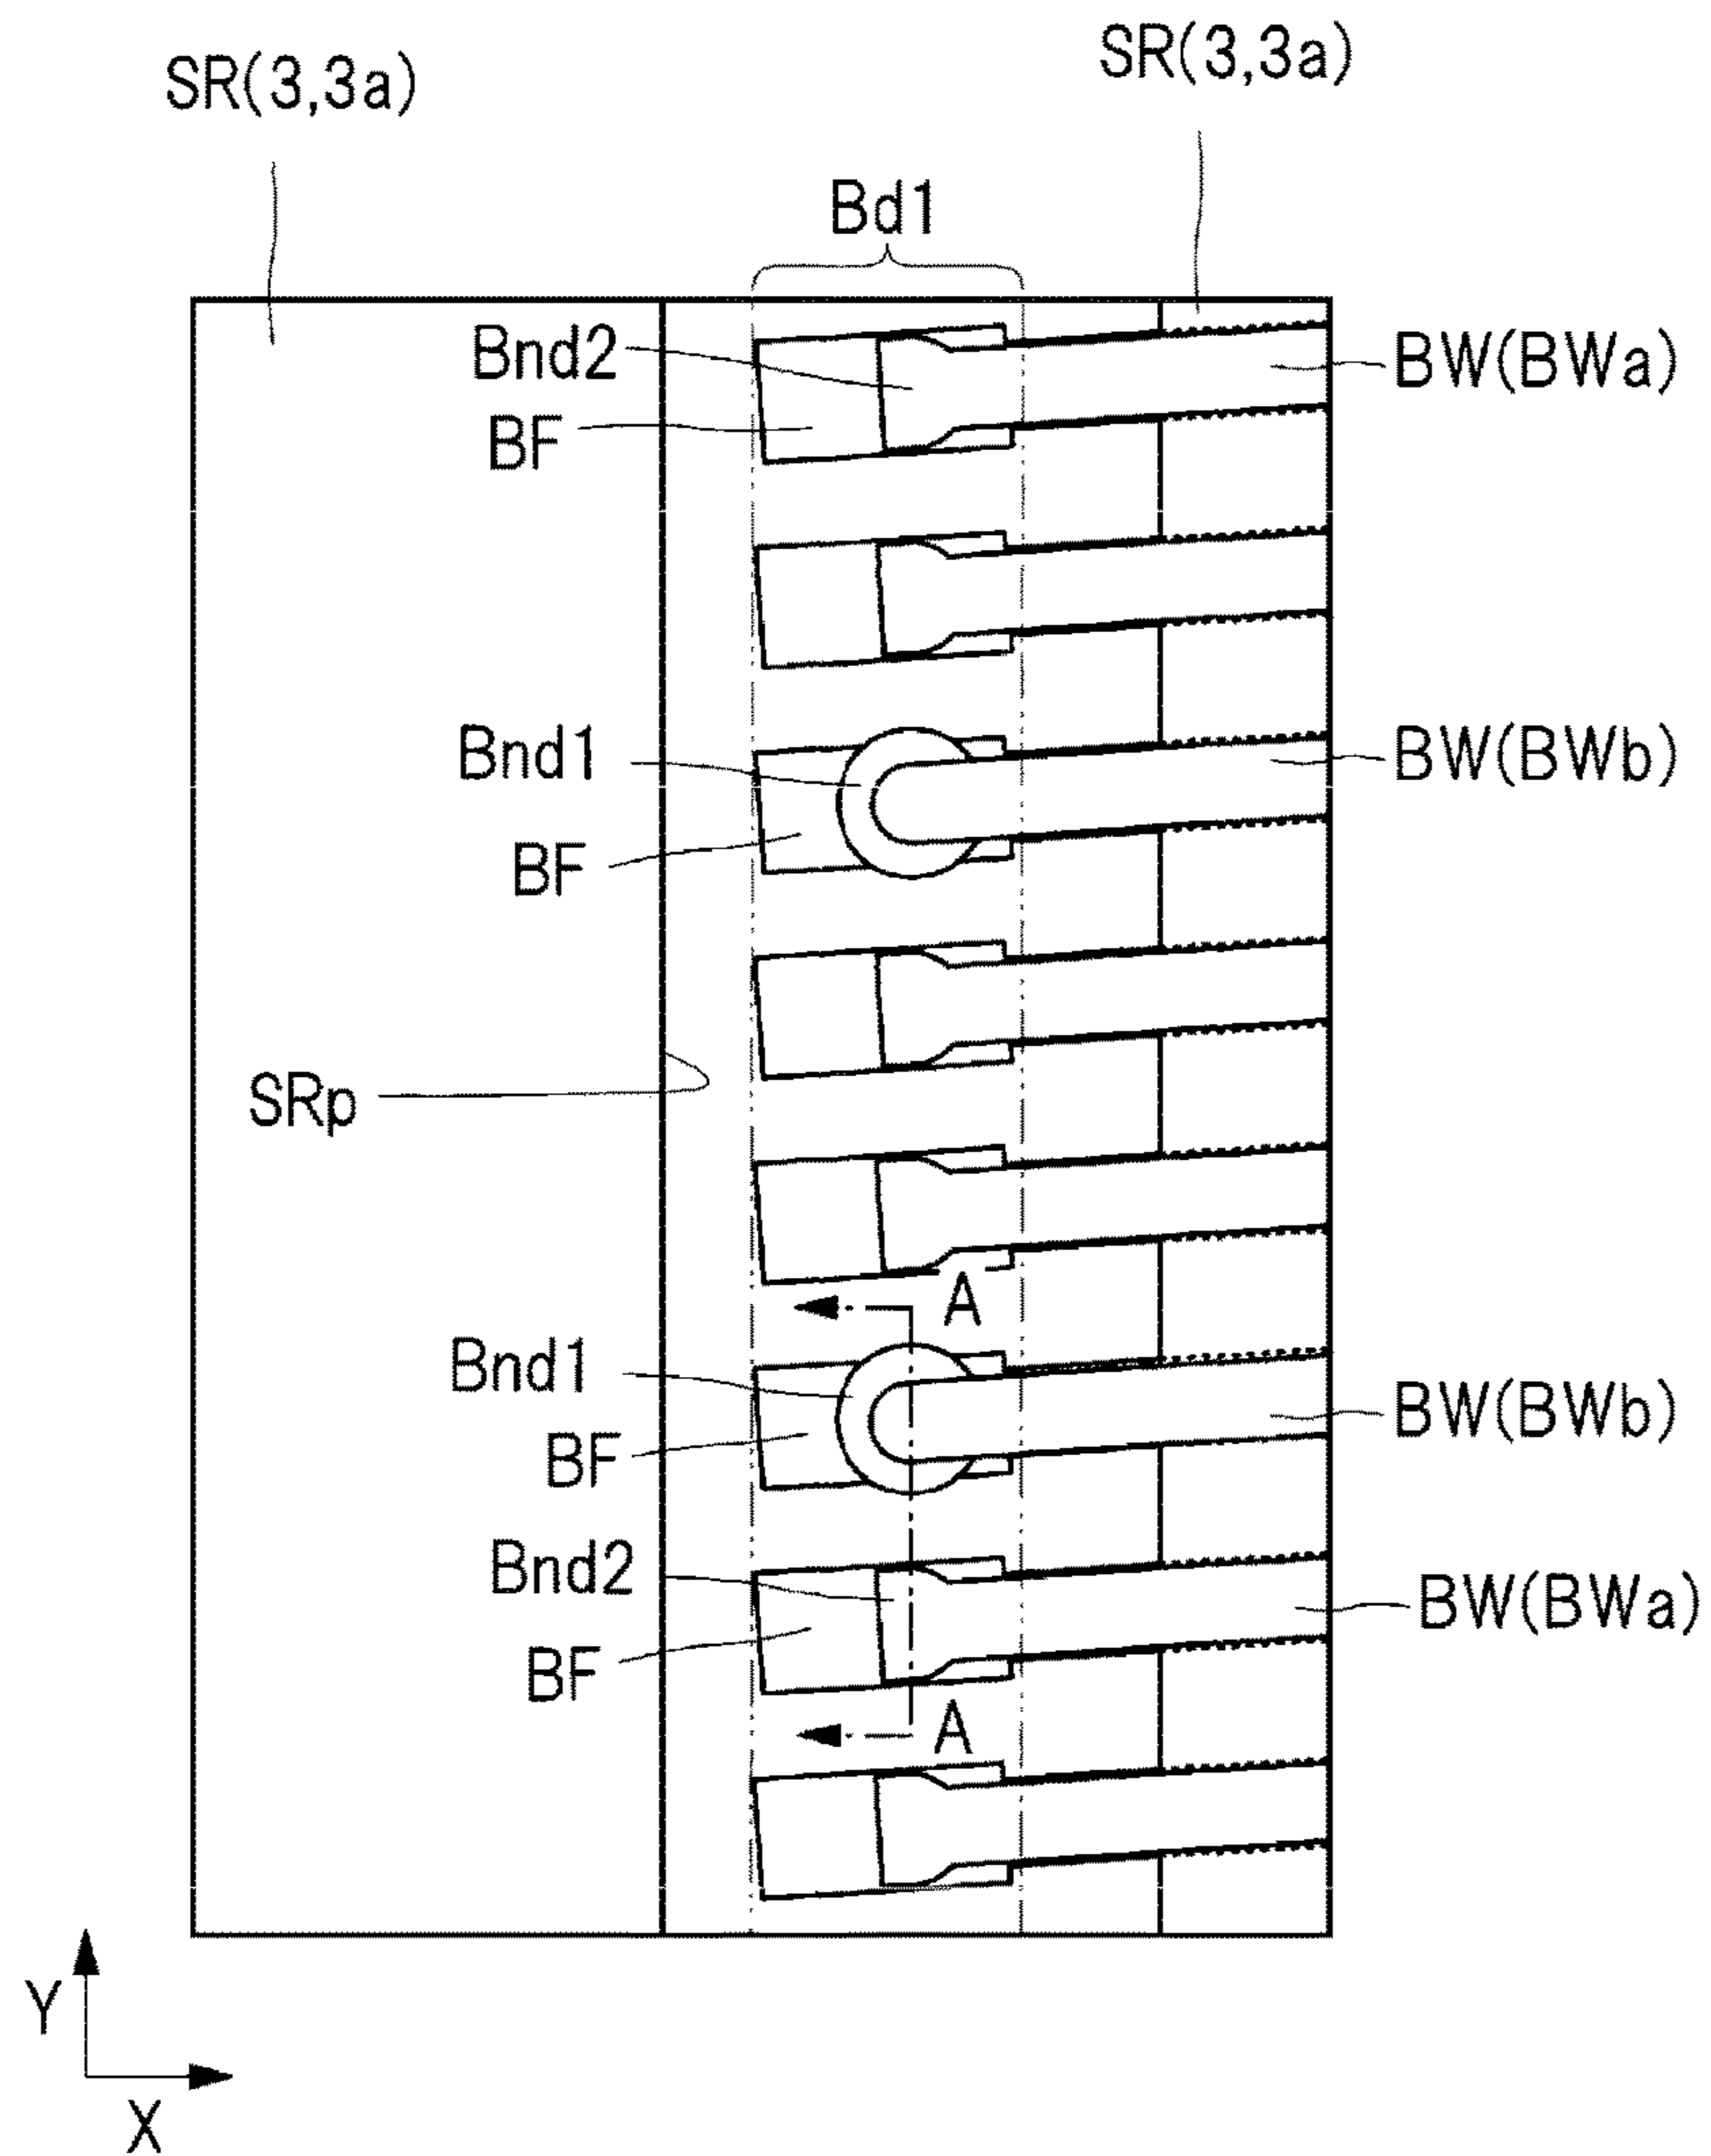 SR(3,3a)
SR(3,3a)
Bd1
Bnd2
BW(BWa)
BF
Bnd1
BW(BWb)
BF
SRp
A
Bnd1
BW(BWb)
BF
Bnd2
BW(BWa)
BF
A
Y
X